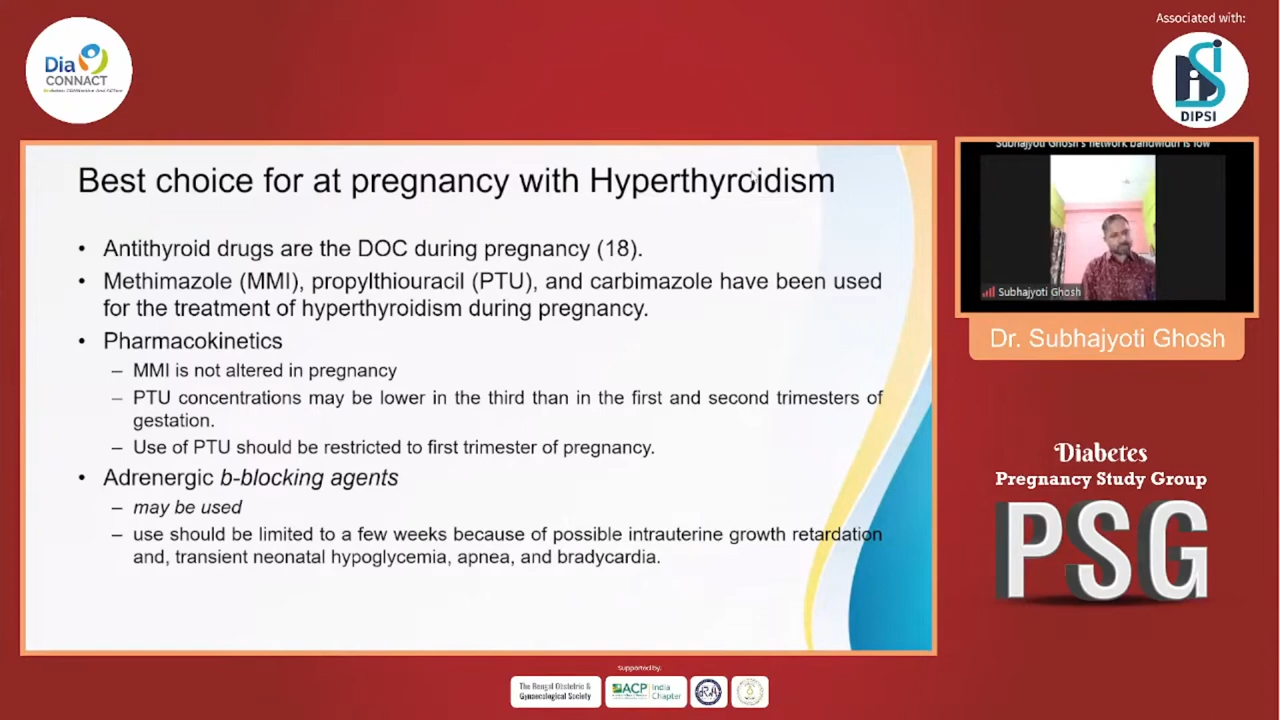 Dia
CONNACT
Associated with:
DIPSI
Best choice for at pregnancy with Hyperthyroidism
• Antithyroid drugs are the DOC during pregnancy (18).
• Methimazole (MMI), propylthiouracil (PTU), and carbimazole have been used
for the treatment of hyperthyroidism during pregnancy.
• Pharmacokinetics
– MMI is not altered in pregnancy
– PTU concentrations may be lower in the third than in the first and second trimesters of
gestation.
– Use of PTU should be restricted to first trimester of pregnancy.
• Adrenergic b-blocking agents
– may be used
– use should be limited to a few weeks because of possible intrauterine growth retardation
and, transient neonatal hypoglycemia, apnea, and bradycardia.
Subhajyoti Ghosh's network bandwidth is low
Subhajyoti Ghosh
Dr. Subhajyoti Ghosh
Diabetes
Pregnancy Study Group
PSG
Supported by:
The Bengal Obstetric &
Gynaecological Society
ACP
India
Chapter